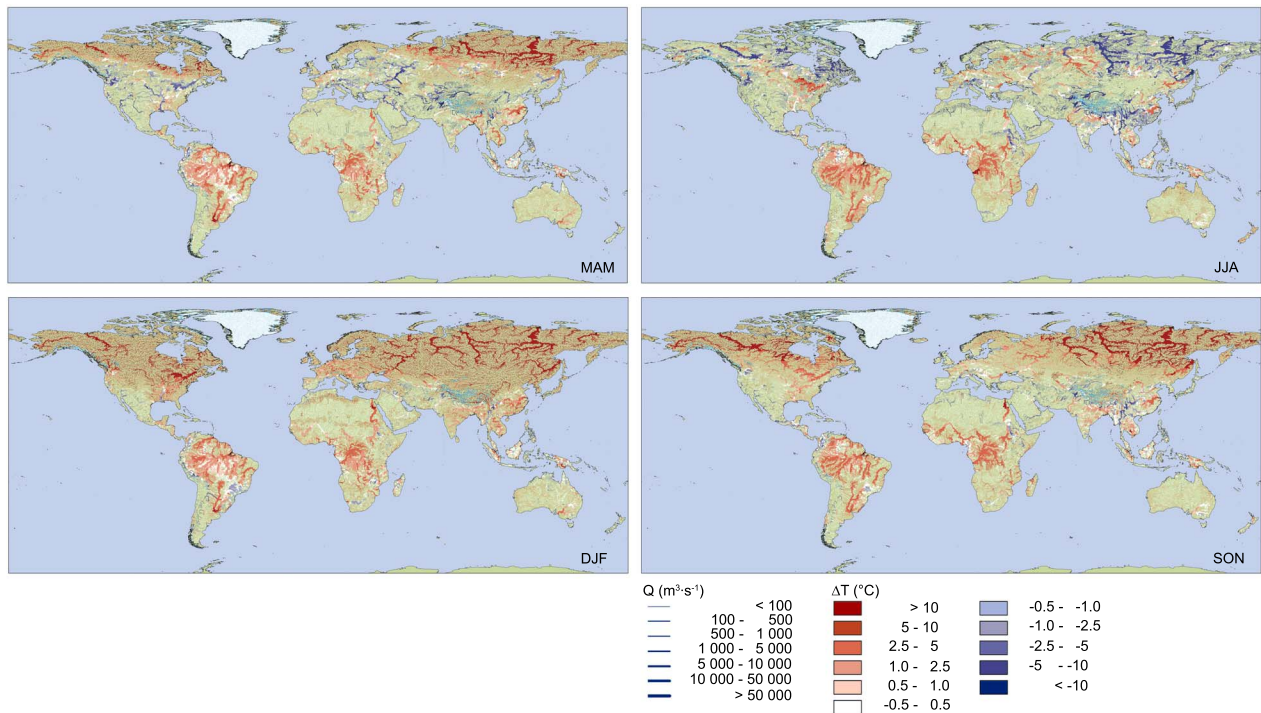 MAM
JJA
DJF
SON
Q (m³·s⁻¹)
< 100
100 - 500
500 - 1 000
1 000 - 5 000
5 000 - 10 000
10 000 - 50 000
> 50 000
ΔT (°C)
> 10
5 - 10
2.5 - 5
1.0 - 2.5
0.5 - 1.0
-0.5 - 0.5
-0.5 - -1.0
-1.0 - -2.5
-2.5 - -5
-5 - -10
< -10